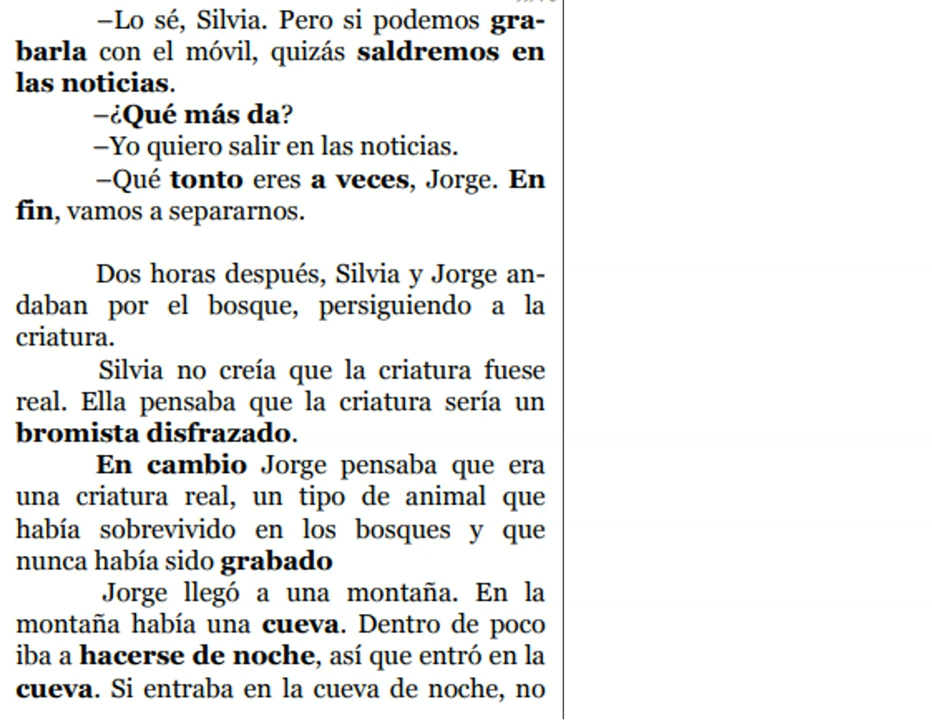 –Lo sé, Silvia. Pero si podemos gra-
barla con el móvil, quizás saldremos en
las noticias.
–¿Qué más da?
–Yo quiero salir en las noticias.
–Qué tonto eres a veces, Jorge. En
fin, vamos a separarnos.
Dos horas después, Silvia y Jorge an-
daban por el bosque, persiguiendo a la
criatura.
Silvia no creía que la criatura fuese
real. Ella pensaba que la criatura sería un
bromista disfrazado.
En cambio Jorge pensaba que era
una criatura real, un tipo de animal que
había sobrevivido en los bosques y que
nunca había sido grabado
Jorge llegó a una montaña. En la
montaña había una cueva. Dentro de poco
iba a hacerse de noche, así que entró en la
cueva. Si entraba en la cueva de noche, no